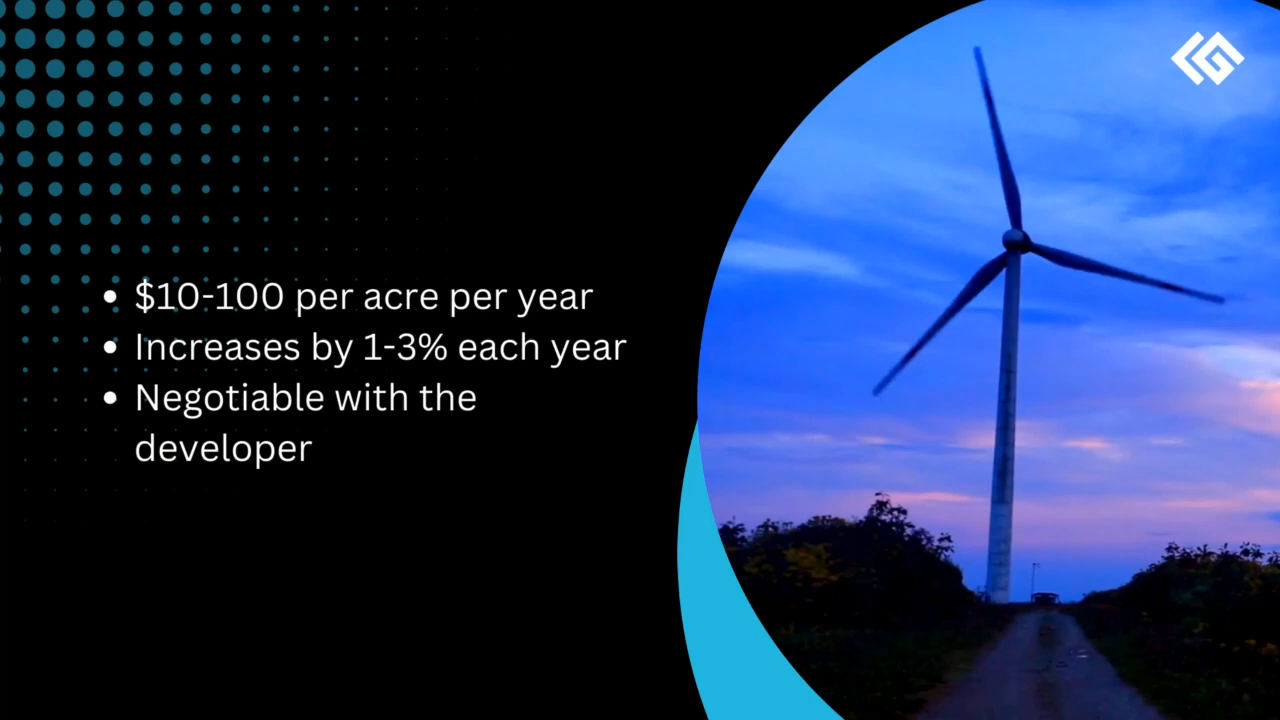 • $10-100 per acre per year
• Increases by 1-3% each year
• Negotiable with the
developer